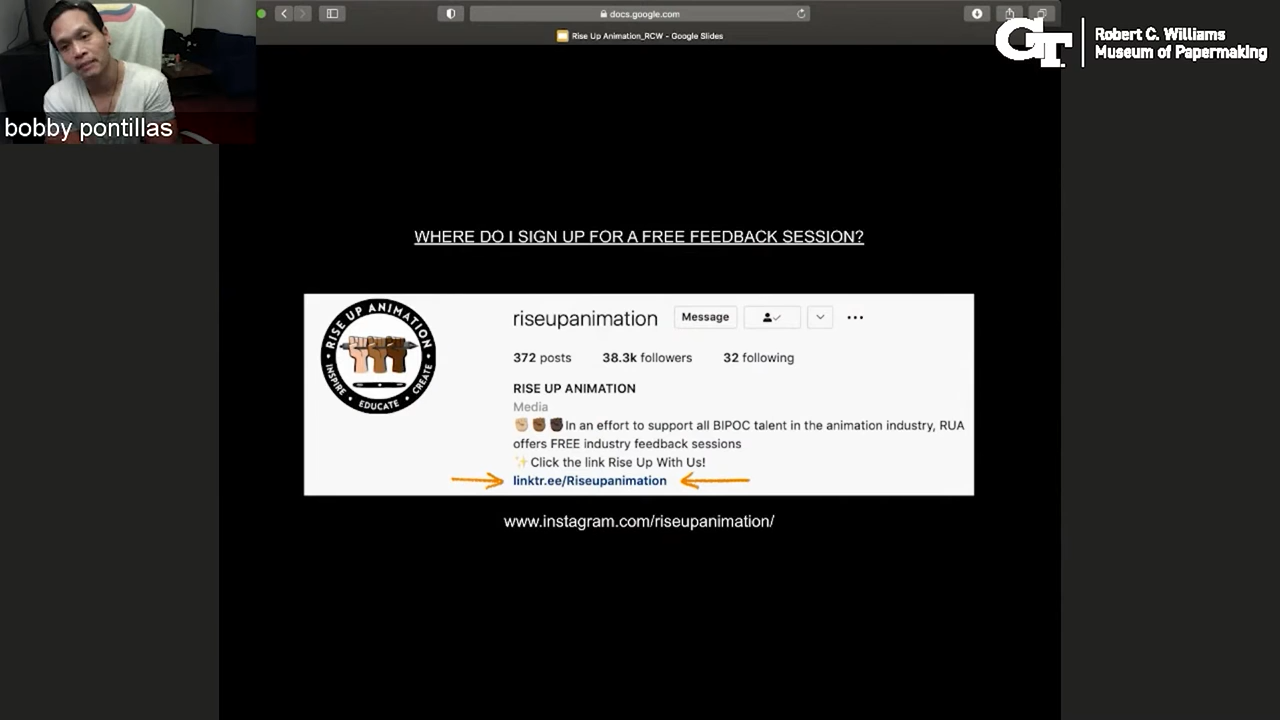 docs.google.com
Rise Up Animation_RCW - Google Slides
GT
Robert C. Williams
Museum of Papermaking
bobby pontillas
WHERE DO I SIGN UP FOR A FREE FEEDBACK SESSION?
RISE UP ANIMATION
INSPIRE • EDUCATE • CREATE
riseupanimation
Message
372 posts 38.3k followers 32 following
RISE UP ANIMATION
Media
✊🏼✊🏾✊🏿In an effort to support all BIPOC talent in the animation industry, RUA
offers FREE industry feedback sessions
✨Click the link Rise Up With Us!
linktr.ee/Riseupanimation
www.instagram.com/riseupanimation/